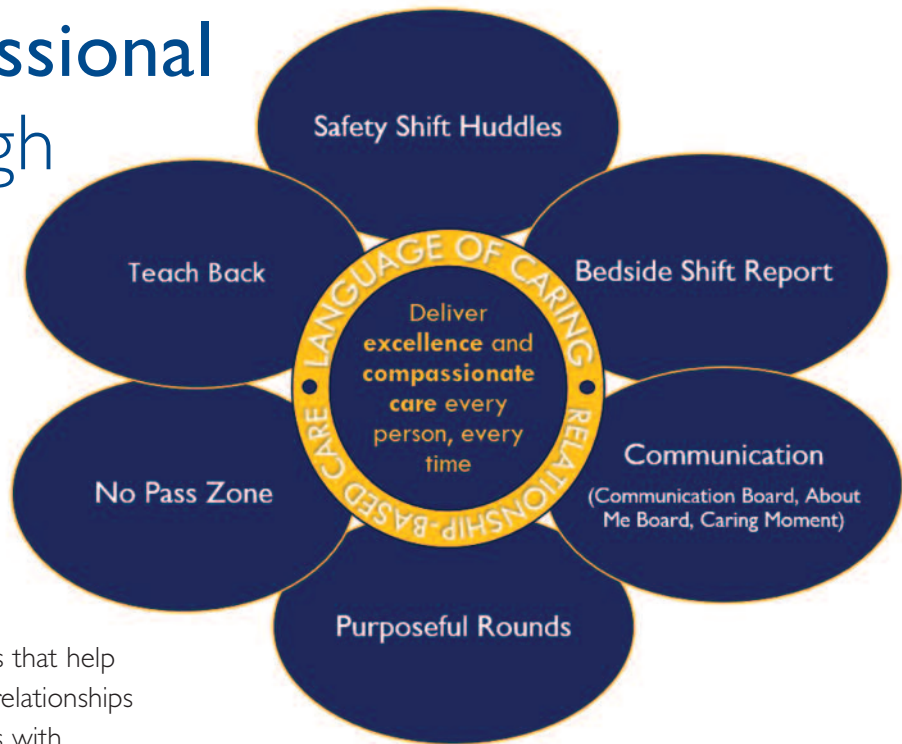 ssional
gh
Safety Shift Huddles
Teach Back
Bedside Shift Report
LANGUAGE OF CARING
Deliver
excellence and
compassionate
care every
person, every
time
RELATIONSHIP-BASED CARE
No Pass Zone
Communication
(Communication Board, About
Me Board, Caring Moment)
Purposeful Rounds
s that help
relationships
s with